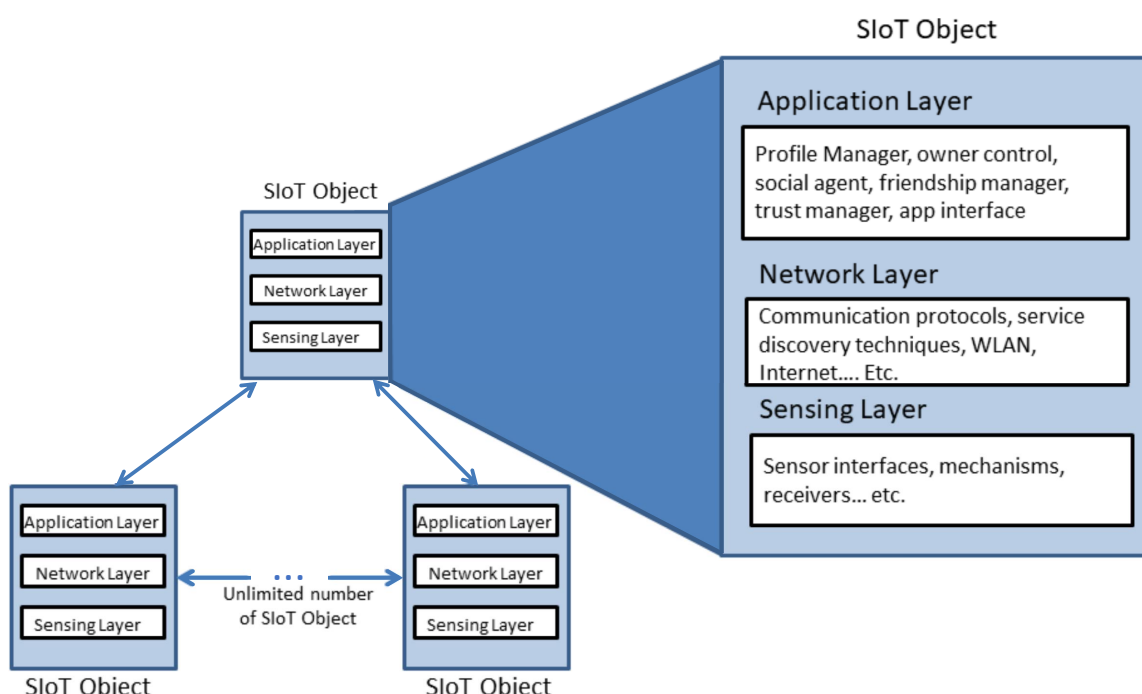 SIoT Object
Application Layer
Profile Manager, owner control,
social agent, friendship manager,
trust manager, app interface
Network Layer
Communication protocols, service
discovery techniques, WLAN,
Internet.... Etc.
Sensing Layer
Sensor interfaces, mechanisms,
receivers... etc.
SIoT Object
Application Layer
Network Layer
Sensing Layer
Application Layer
Network Layer
Sensing Layer
SIoT Object
...
Unlimited number
of SIoT Object
Application Layer
Network Layer
Sensing Layer
SIoT Object